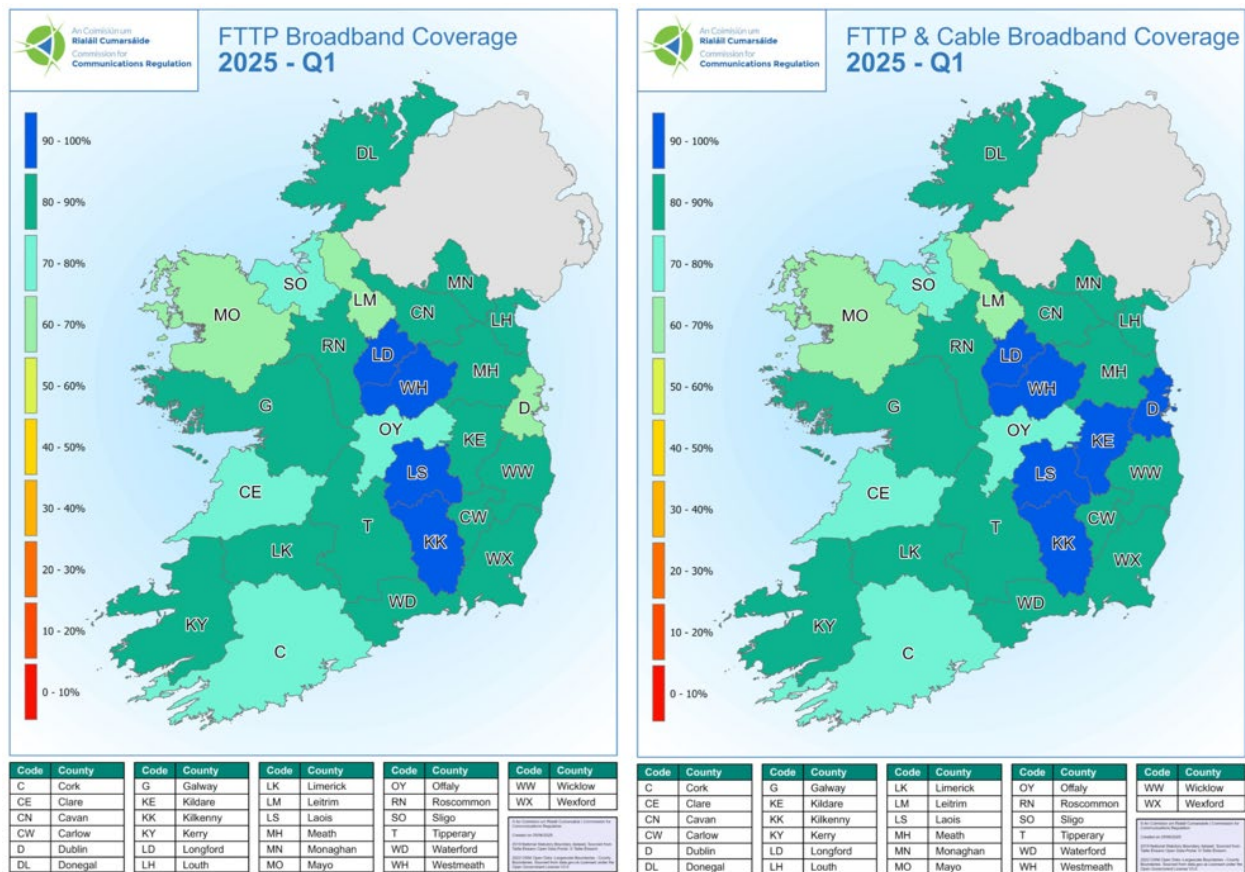 An Coimisiún um
Rialáil Cumarsáide
Commission for
Communications Regulation
FTTP Broadband Coverage
2025 - Q1
90 - 100%
80 - 90%
70 - 80%
60 - 70%
50 - 60%
40 - 50%
30 - 40%
20 - 30%
10 - 20%
0 - 10%
DL
SO
LM
MN
MO
CN
LH
RN
LD
MH
WH
G
D
OY
KE
LS
WW
CE
T
CW
KK
LK
WX
WD
KY
C
Code County Code County Code County Code County Code County
C Cork G Galway LK Limerick OY Offaly WW Wicklow
CE Clare KE Kildare LM Leitrim RN Roscommon WX Wexford
CN Cavan KK Kilkenny LS Laois SO Sligo
CW Carlow KY Kerry MH Meath T Tipperary
D Dublin LD Longford MN Monaghan WD Waterford
DL Donegal LH Louth MO Mayo WH Westmeath
An Coimisiún um
Rialáil Cumarsáide
Commission for
Communications Regulation
FTTP & Cable Broadband Coverage
2025 - Q1
90 - 100%
80 - 90%
70 - 80%
60 - 70%
50 - 60%
40 - 50%
30 - 40%
20 - 30%
10 - 20%
0 - 10%
DL
SO
LM
MN
MO
CN
LH
RN
LD
MH
WH
G
D
OY
KE
LS
WW
CE
T
CW
KK
LK
WX
WD
KY
C
Code County Code County Code County Code County Code County
C Cork G Galway LK Limerick OY Offaly WW Wicklow
CE Clare KE Kildare LM Leitrim RN Roscommon WX Wexford
CN Cavan KK Kilkenny LS Laois SO Sligo
CW Carlow KY Kerry MH Meath T Tipperary
D Dublin LD Longford MN Monaghan WD Waterford
DL Donegal LH Louth MO Mayo WH Westmeath